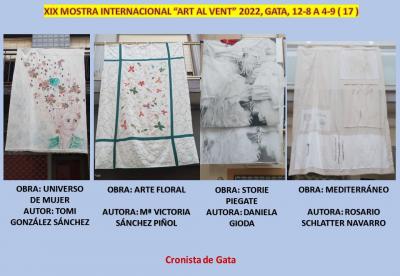 XIX MOSTRA INTERNACIONAL “ART AL VENT” 2022, GATA, 12-8 A 4-9 ( 17 )
OBRA: UNIVERSO
DE MUJER
AUTOR: TOMI
GONZÁLEZ SÁNCHEZ
OBRA: ARTE FLORAL
AUTORA: Mª VICTORIA
SÁNCHEZ PIÑOL
OBRA: STORIE
PIEGATE
AUTORA: DANIELA
GIODA
OBRA: MEDITERRÁNEO
AUTORA: ROSARIO
SCHLATTER NAVARRO
Cronista de Gata